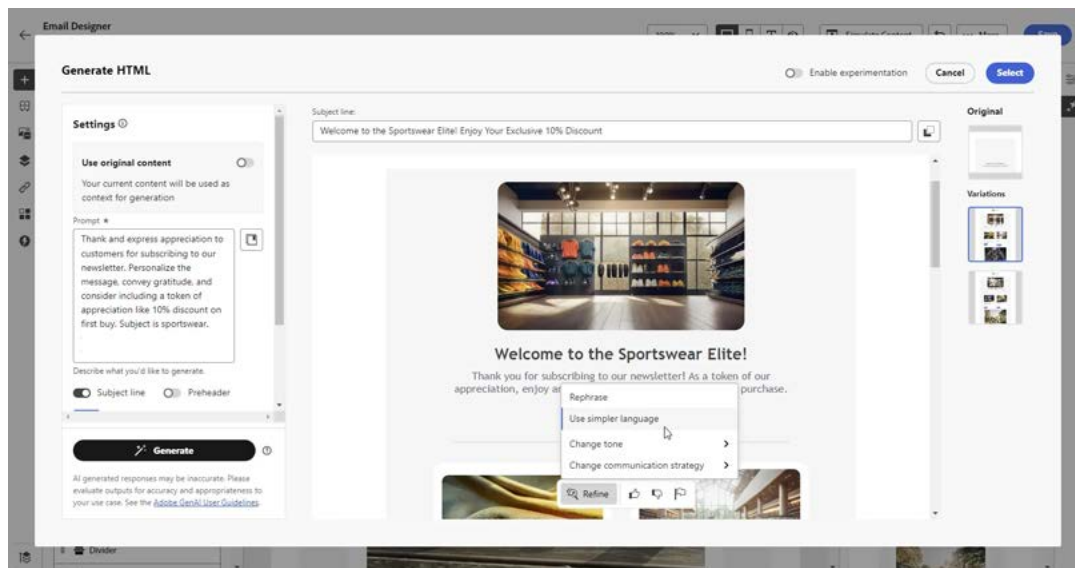 Email Designer
100%
Simulate Content
More
Save
Generate HTML
Enable experimentation
Cancel
Select
Settings
Use original content
Your current content will be used as
context for generation
Prompt *
Thank and express appreciation to
customers for subscribing to our
newsletter. Personalize the
message, convey gratitude, and
consider including a token of
appreciation like 10% discount on
first buy. Subject is sportswear.
Describe what you'd like to generate.
Subject line
Preheader
Generate
AI generated responses may be inaccurate. Please
evaluate outputs for accuracy and appropriateness to
your use case. See the Adobe GenAI User Guidelines.
Subject line:
Welcome to the Sportswear Elite! Enjoy Your Exclusive 10% Discount
Welcome to the Sportswear Elite!
Thank you for subscribing to our newsletter! As a token of our
appreciation, enjoy purchase.
Rephrase
Use simpler language
Change tone
Change communication strategy
Refine
Original
Variations
Divider